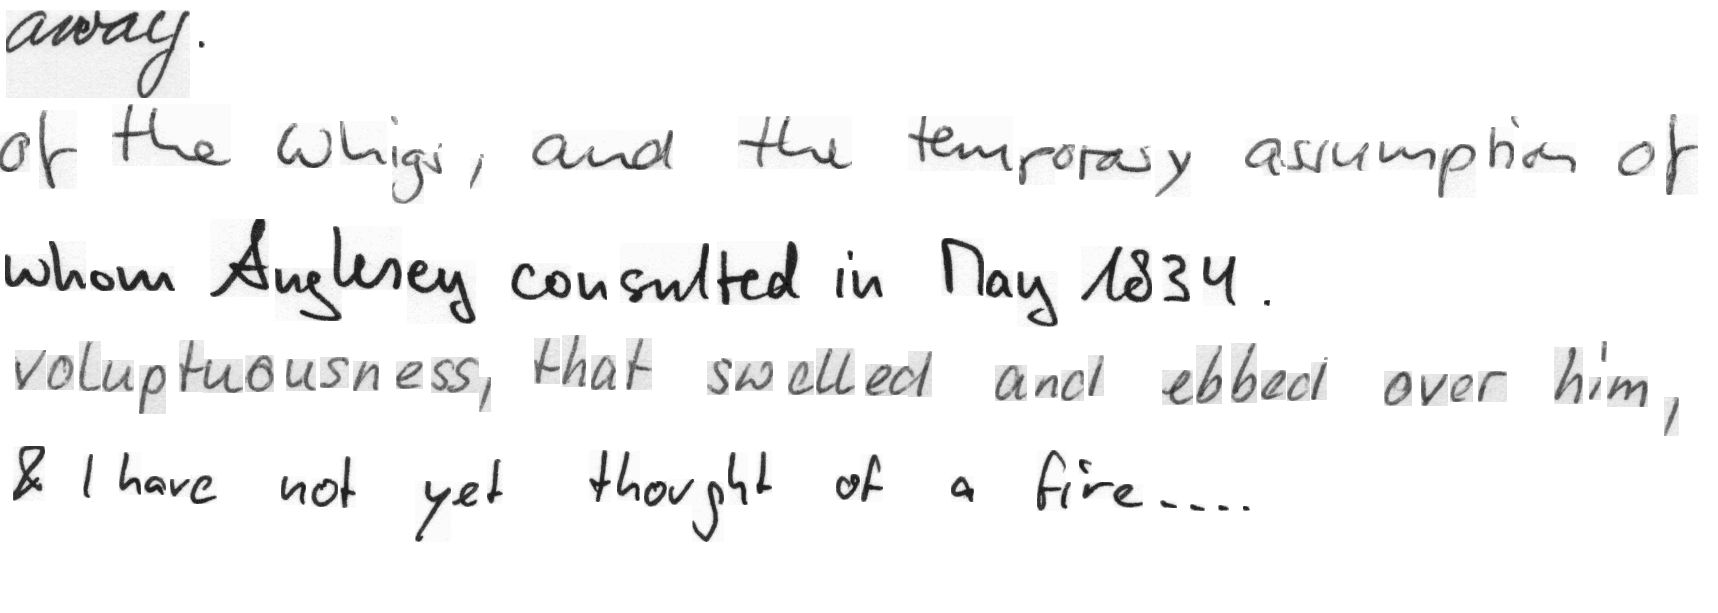 away.
of the Whigs, and the temporary assumption of
whom Anglesey consulted in May 1834.
voluptuousness, that swelled and ebbed over him,
& I have not yet thought of a fire....